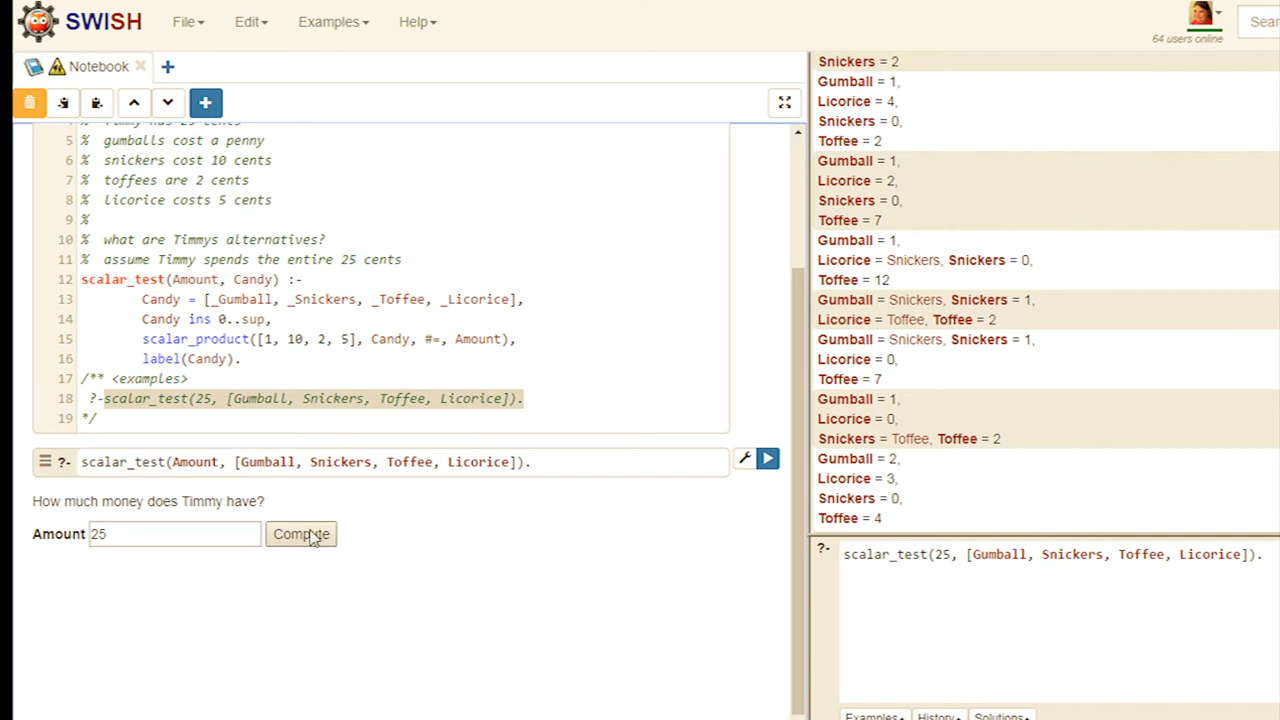 SWISH File Edit Examples Help
64 users online
Sear
Notebook
% Timmy has 25 cents
5 % gumballs cost a penny
6 % snickers cost 10 cents
7 % toffees are 2 cents
8 % licorice costs 5 cents
9 %
10 % what are Timmys alternatives?
11 % assume Timmy spends the entire 25 cents
12 scalar_test(Amount, Candy) :-
13 Candy = [_Gumball, _Snickers, _Toffee, _Licorice],
14 Candy ins 0..sup,
15 scalar_product([1, 10, 2, 5], Candy, #=, Amount),
16 label(Candy).
17 /** <examples>
18 ?-scalar_test(25, [Gumball, Snickers, Toffee, Licorice]).
19 */
?- scalar_test(Amount, [Gumball, Snickers, Toffee, Licorice]).
How much money does Timmy have?
Amount 25 Compute
Snickers = 2
Gumball = 1,
Licorice = 4,
Snickers = 0,
Toffee = 2
Gumball = 1,
Licorice = 2,
Snickers = 0,
Toffee = 7
Gumball = 1,
Licorice = Snickers, Snickers = 0,
Toffee = 12
Gumball = Snickers, Snickers = 1,
Licorice = Toffee, Toffee = 2
Gumball = Snickers, Snickers = 1,
Licorice = 0,
Toffee = 7
Gumball = 1,
Licorice = 0,
Snickers = Toffee, Toffee = 2
Gumball = 2,
Licorice = 3,
Snickers = 0,
Toffee = 4
?- scalar_test(25, [Gumball, Snickers, Toffee, Licorice]).
Examples History Solutions